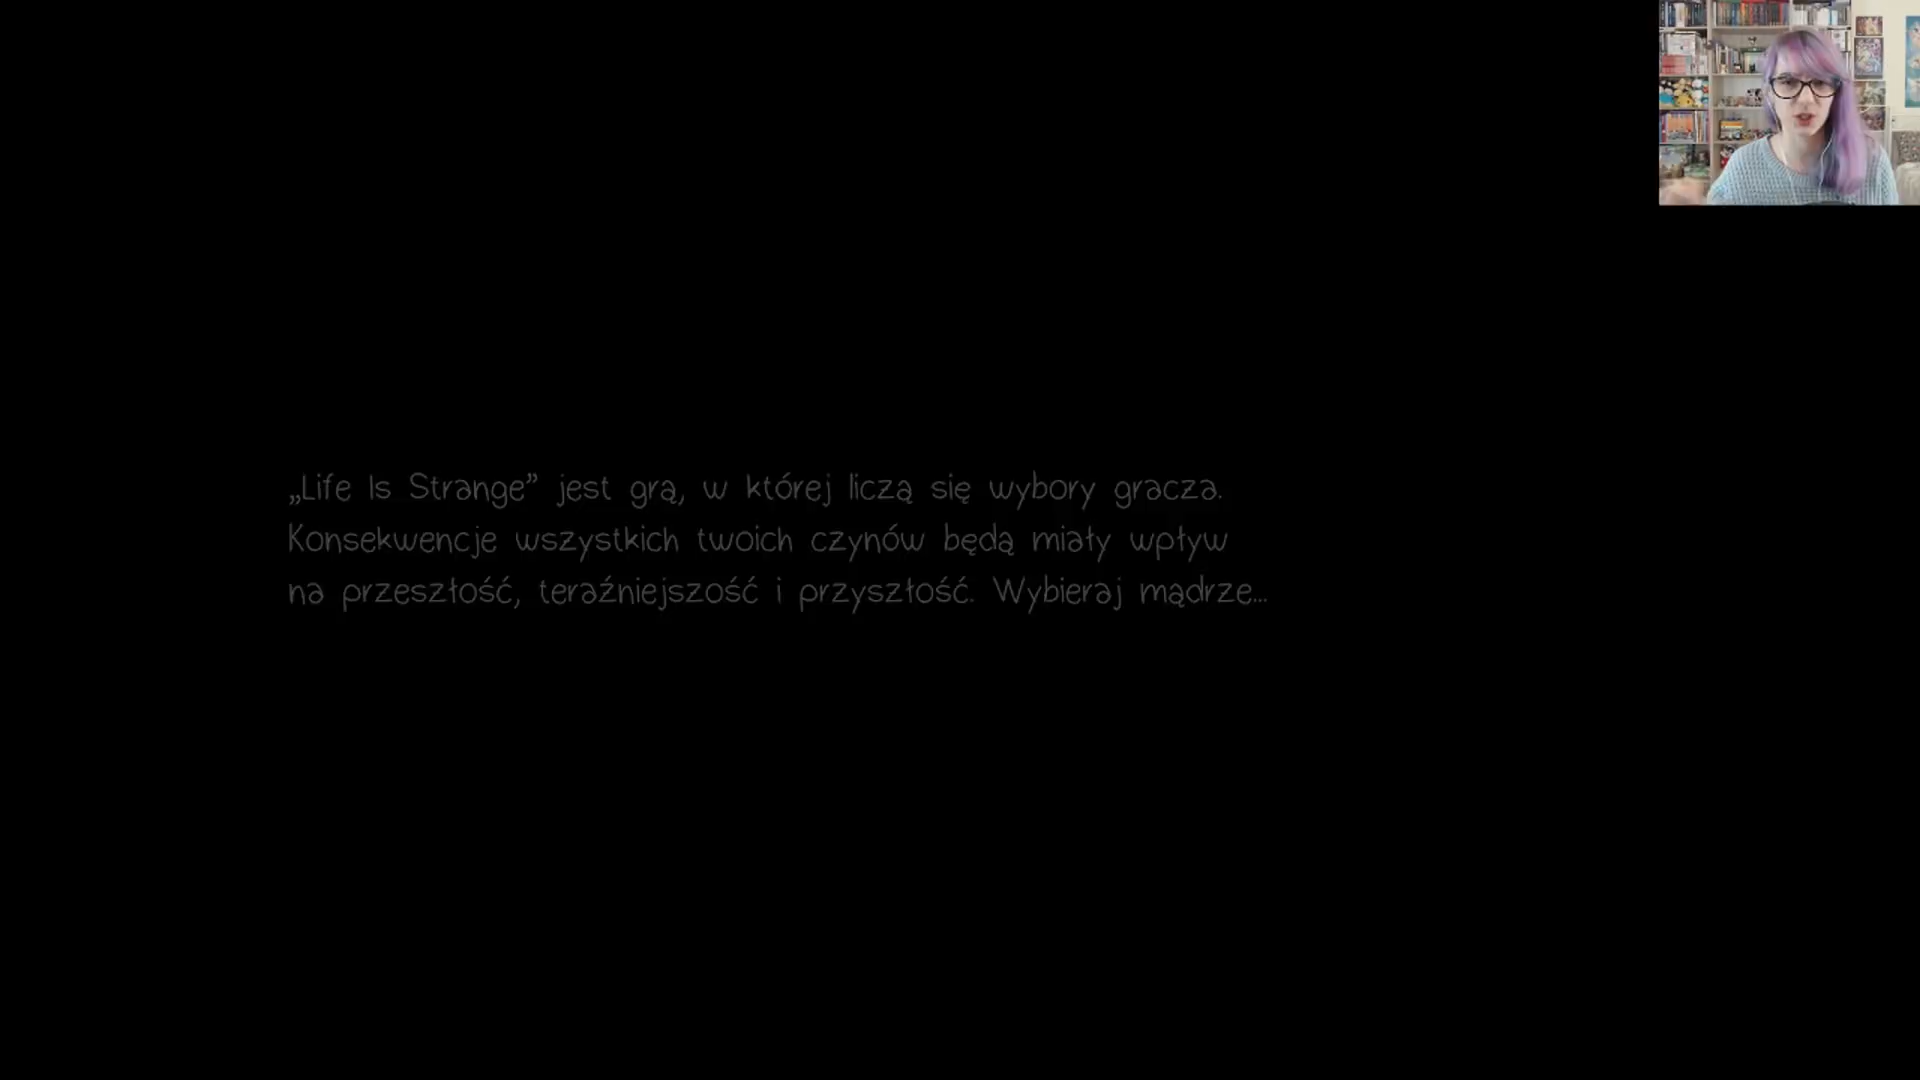 „Life Is Strange” jest grą, w której liczą się wybory gracza.
Konsekwencje wszystkich twoich czynów będą miały wpływ
na przeszłość, teraźniejszość i przyszłość. Wybieraj mądrze...